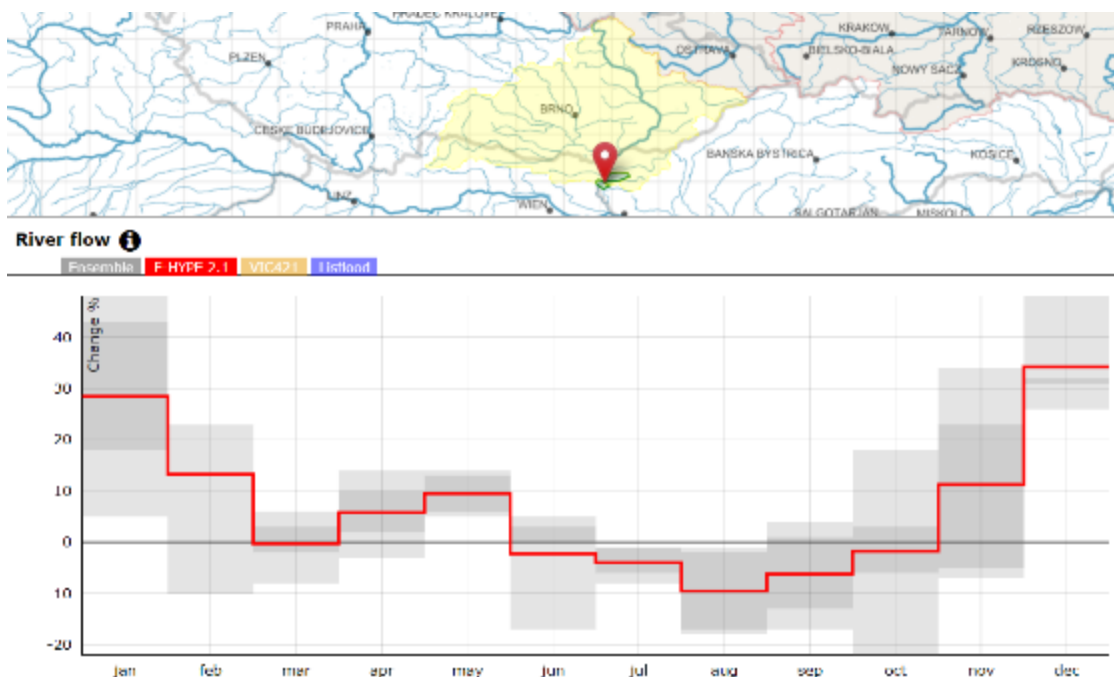 HRADEC KRALOVE
PRAHA
KRAKOW
TARNOW
RZESZOW
PLZEN
OSTRAVA
BIELSKO-BIALA
NOWY SACZ
KROSNO
BRNO
CESKE BUDEJOVICE
BANSKA BYSTRICA
KOSICE
LINZ
WIEN
SALGOTARJAN
MISKOLC
River flow i
Ensemble E-HYPE 2.1 VIC421 Lisflood
Change %
40
30
20
10
0
10
-20
jan feb mar apr may jun jul aug sep oct nov dec